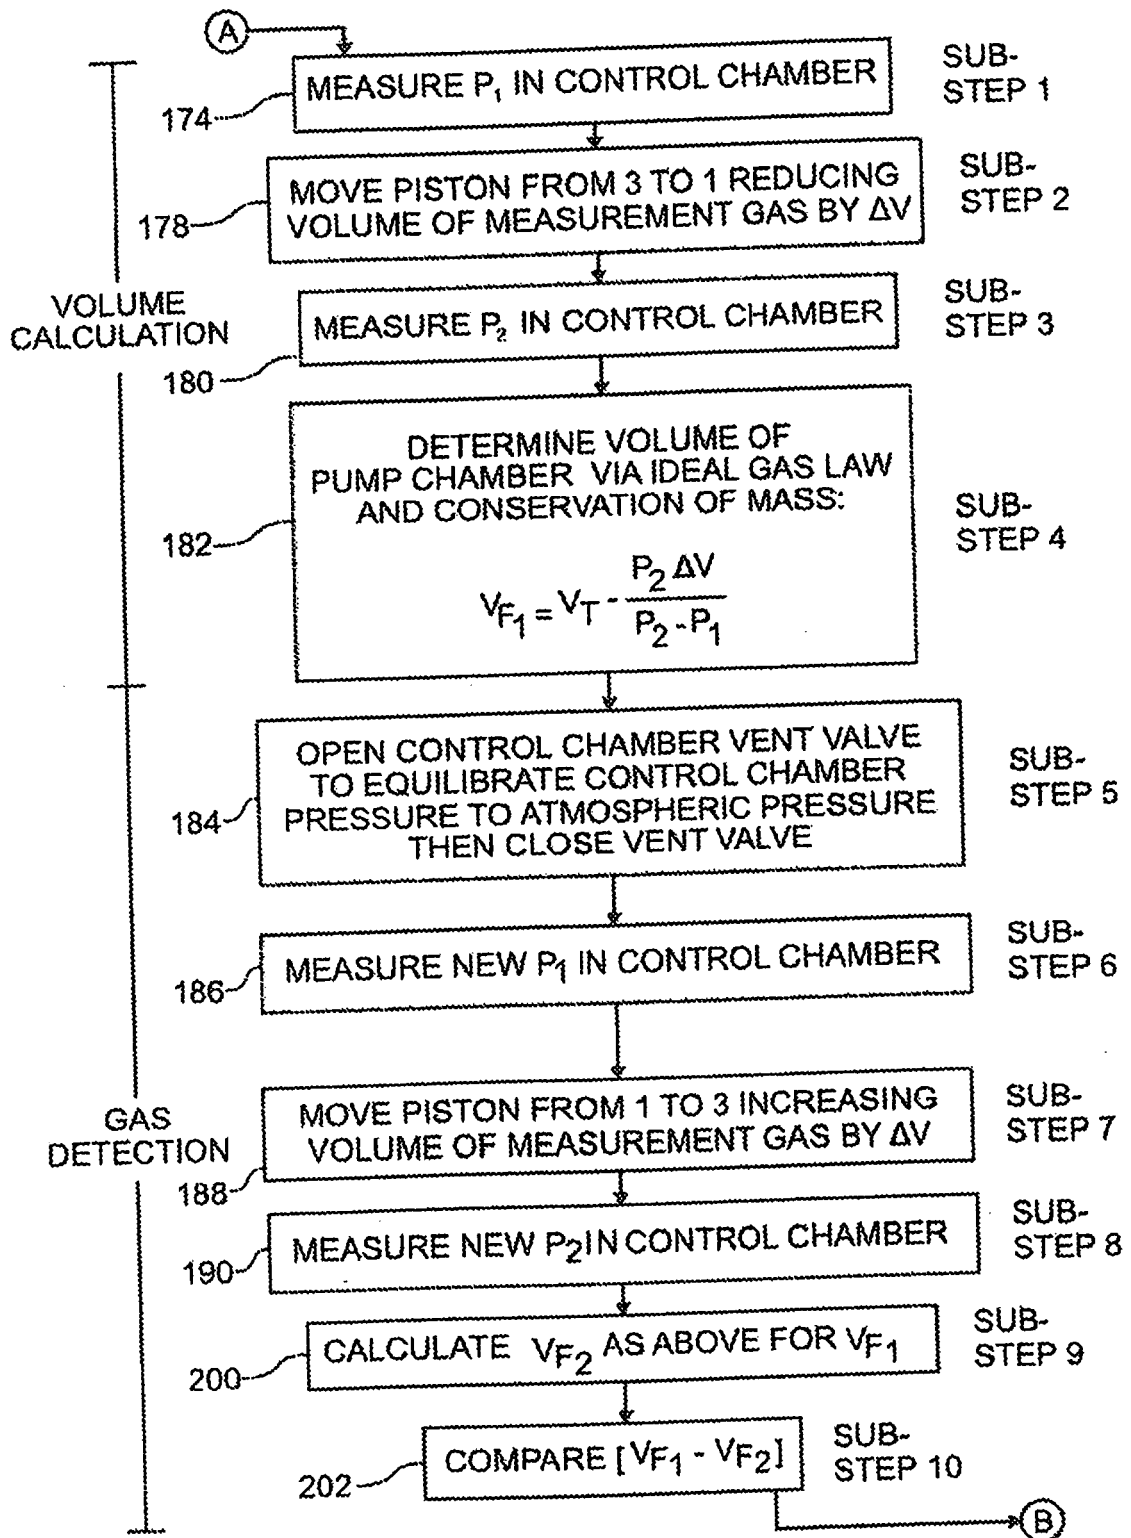 A
MEASURE P₁ IN CONTROL CHAMBER
SUB-
STEP 1
174
MOVE PISTON FROM 3 TO 1 REDUCING
VOLUME OF MEASUREMENT GAS BY ΔV
SUB-
STEP 2
178
VOLUME
CALCULATION
MEASURE P₂ IN CONTROL CHAMBER
SUB-
STEP 3
180
DETERMINE VOLUME OF
PUMP CHAMBER VIA IDEAL GAS LAW
AND CONSERVATION OF MASS:
V_F₁ = V_T - P₂ ΔV / P₂ - P₁
SUB-
STEP 4
182
OPEN CONTROL CHAMBER VENT VALVE
TO EQUILIBRATE CONTROL CHAMBER
PRESSURE TO ATMOSPHERIC PRESSURE
THEN CLOSE VENT VALVE
SUB-
STEP 5
184
MEASURE NEW P₁ IN CONTROL CHAMBER
SUB-
STEP 6
186
GAS
DETECTION
MOVE PISTON FROM 1 TO 3 INCREASING
VOLUME OF MEASUREMENT GAS BY ΔV
SUB-
STEP 7
188
MEASURE NEW P₂ IN CONTROL CHAMBER
SUB-
STEP 8
190
CALCULATE V_F₂ AS ABOVE FOR V_F₁
SUB-
STEP 9
200
COMPARE [V_F₁ - V_F₂]
SUB-
STEP 10
202
B